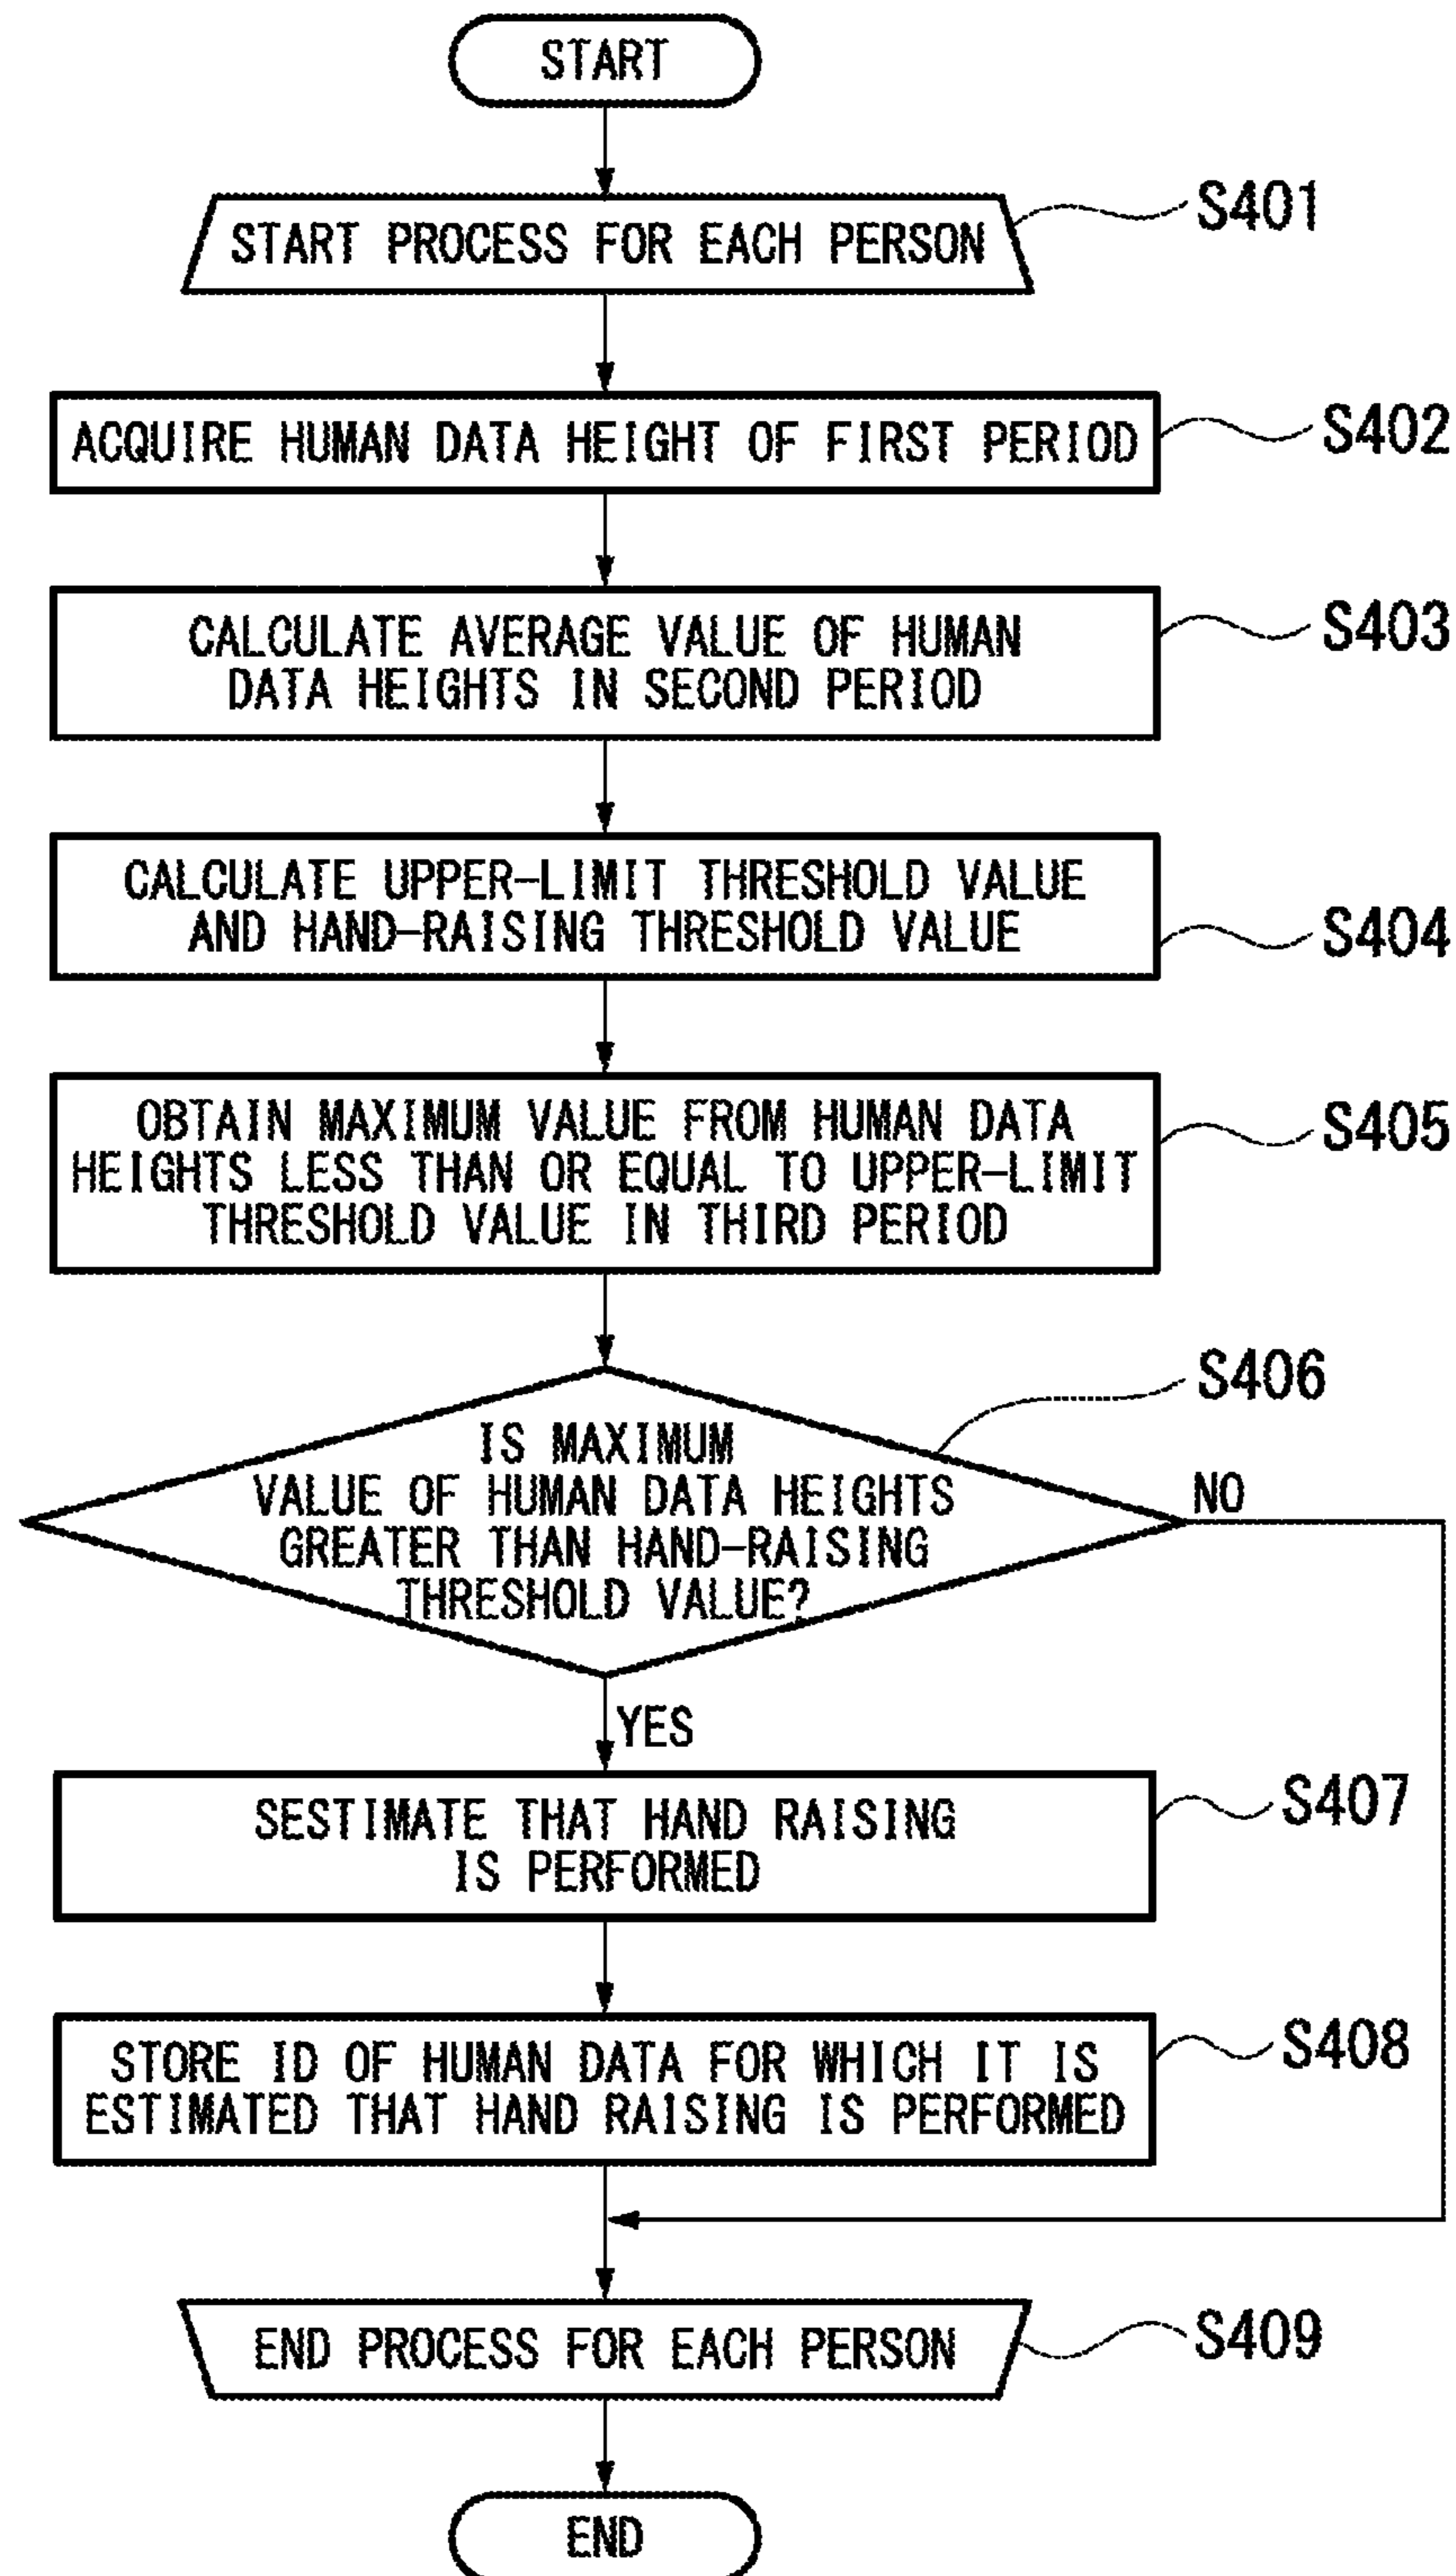 START
START PROCESS FOR EACH PERSON
S401
ACQUIRE HUMAN DATA HEIGHT OF FIRST PERIOD
S402
CALCULATE AVERAGE VALUE OF HUMAN
DATA HEIGHTS IN SECOND PERIOD
S403
CALCULATE UPPER-LIMIT THRESHOLD VALUE
AND HAND-RAISING THRESHOLD VALUE
S404
OBTAIN MAXIMUM VALUE FROM HUMAN DATA
HEIGHTS LESS THAN OR EQUAL TO UPPER-LIMIT
THRESHOLD VALUE IN THIRD PERIOD
S405
IS MAXIMUM
VALUE OF HUMAN DATA HEIGHTS
GREATER THAN HAND-RAISING
THRESHOLD VALUE?
S406
NO
YES
SESTIMATE THAT HAND RAISING
IS PERFORMED
S407
STORE ID OF HUMAN DATA FOR WHICH IT IS
ESTIMATED THAT HAND RAISING IS PERFORMED
S408
END PROCESS FOR EACH PERSON
S409
END